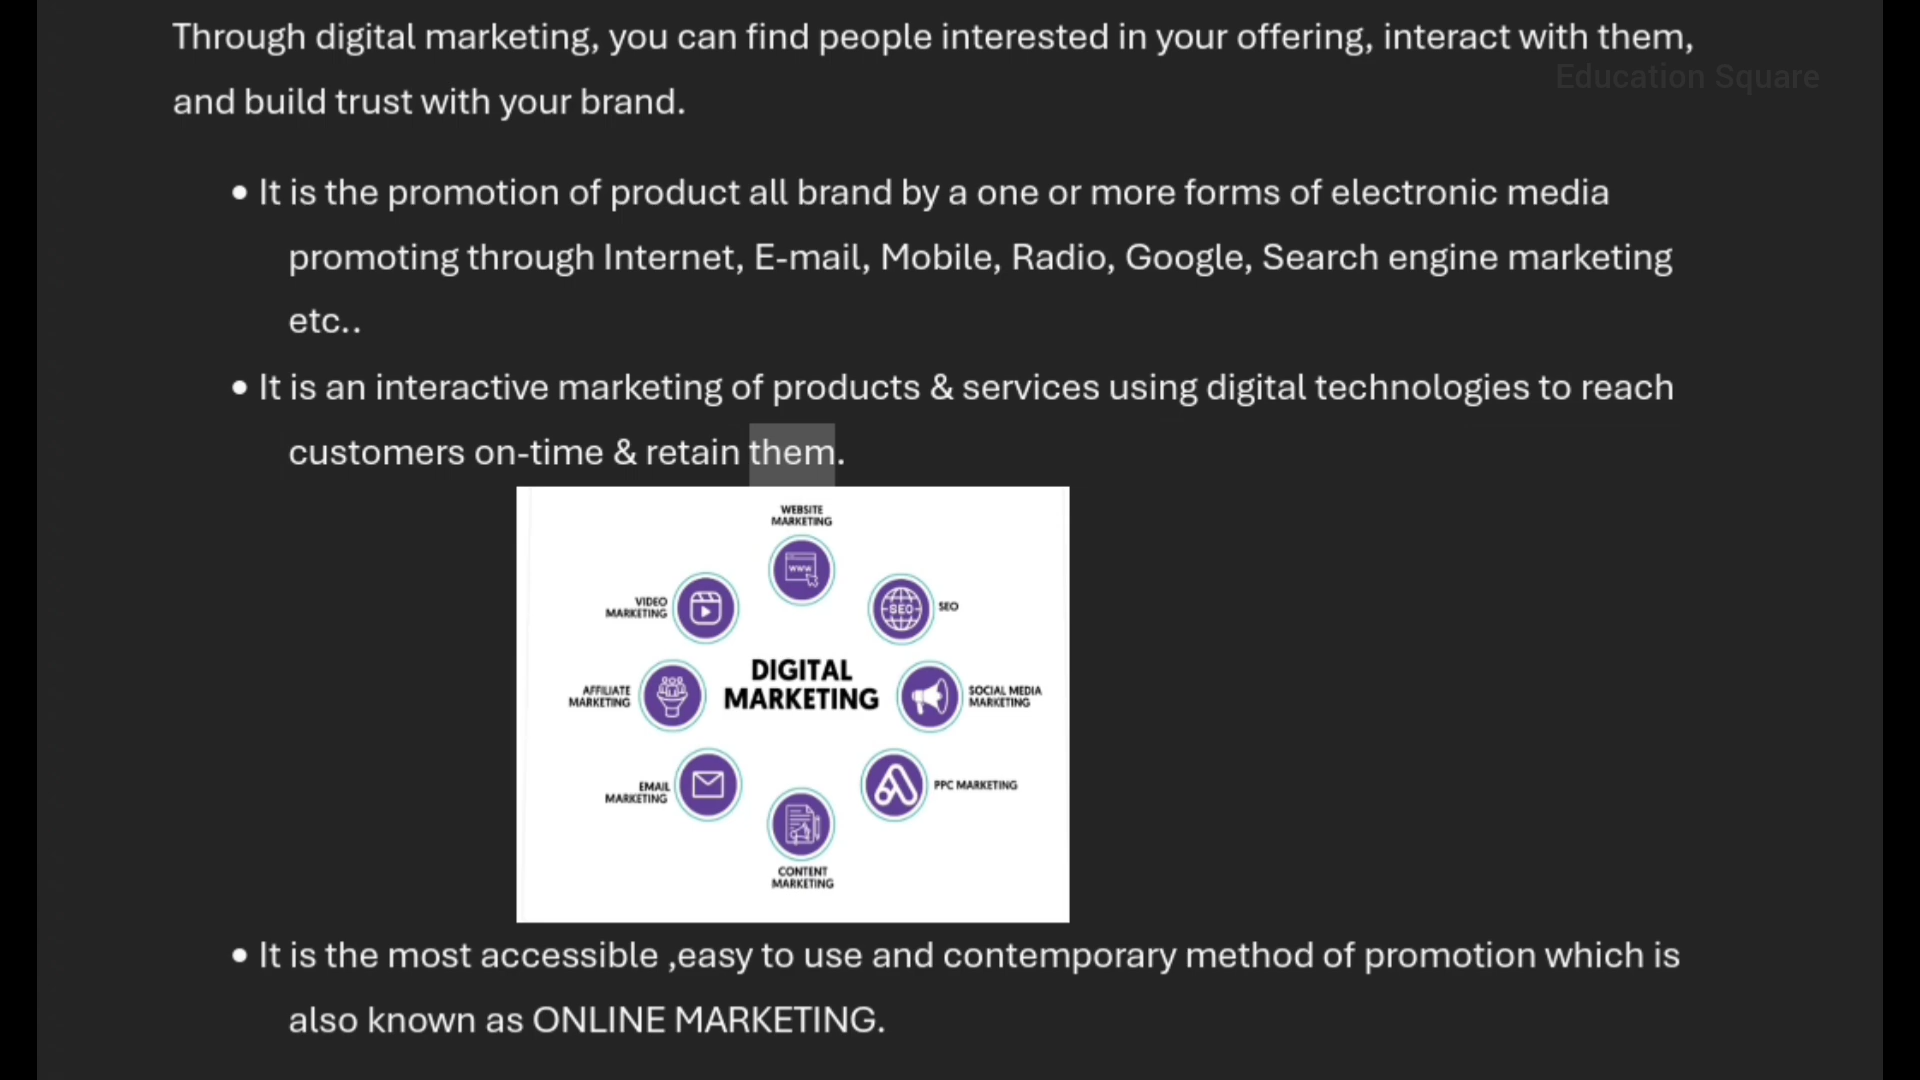 Through digital marketing, you can find people interested in your offering, interact with them,
Education Square
and build trust with your brand.
• It is the promotion of product all brand by a one or more forms of electronic media
promoting through Internet, E-mail, Mobile, Radio, Google, Search engine marketing
etc..
• It is an interactive marketing of products & services using digital technologies to reach
customers on-time & retain them.
WEBSITE
MARKETING
WWW
VIDEO
MARKETING
SEO
SEO
DIGITAL
MARKETING
AFFILIATE
MARKETING
SOCIAL MEDIA
MARKETING
EMAIL
MARKETING
PPC MARKETING
CONTENT
MARKETING
• It is the most accessible ,easy to use and contemporary method of promotion which is
also known as ONLINE MARKETING.